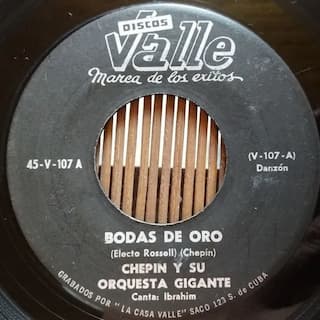 DISCOS
Valle
Marca de los exitos
45-V-107 A
(V-107-A)
Danzón
BODAS DE ORO
(Electo Rossell) (Chepin)
CHEPIN Y SU
ORQUESTA GIGANTE
Canta: Ibrahim
GRABADOS POR "LA CASA VALLE" SACO 123 S. de CUBA